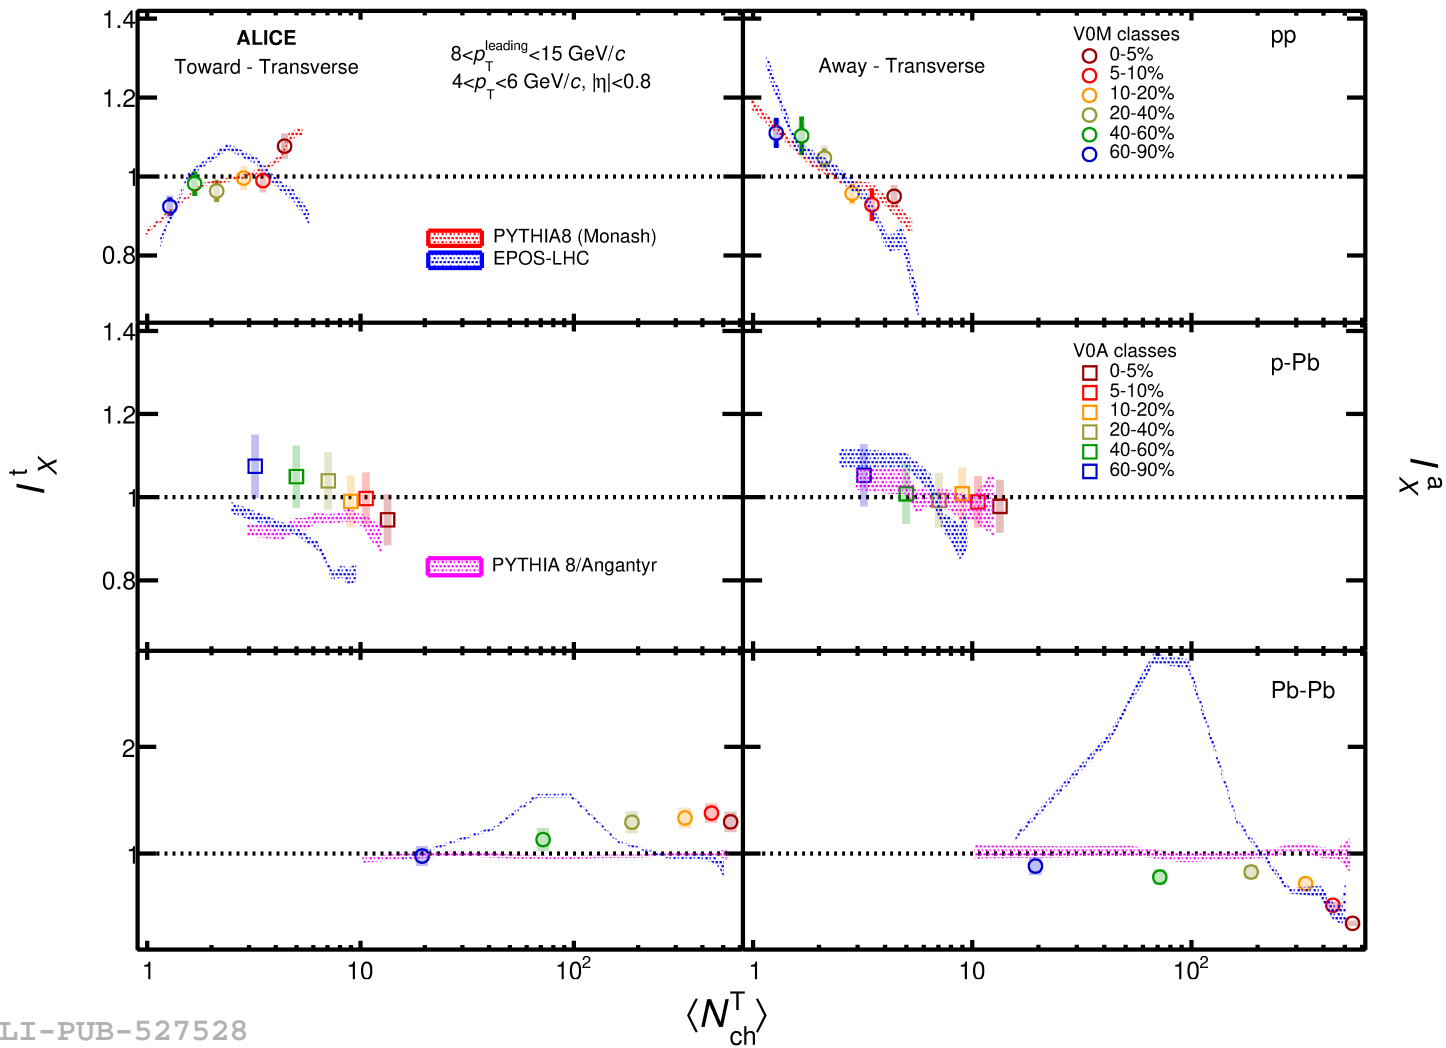 1.4
ALICE
Toward - Transverse
8<p_T^leading<15 GeV/c
4<p_T<6 GeV/c, |η|<0.8
1.2
1
0.8
PYTHIA8 (Monash)
EPOS-LHC
Away - Transverse
V0M classes
0-5%
5-10%
10-20%
20-40%
40-60%
60-90%
pp
1.4
1.2
1
0.8
I_X^t
PYTHIA 8/Angantyr
V0A classes
0-5%
5-10%
10-20%
20-40%
40-60%
60-90%
p-Pb
I_X^a
2
1
Pb-Pb
1 10 10² 1 10 10²
⟨N_ch^T⟩
LI-PUB-527528